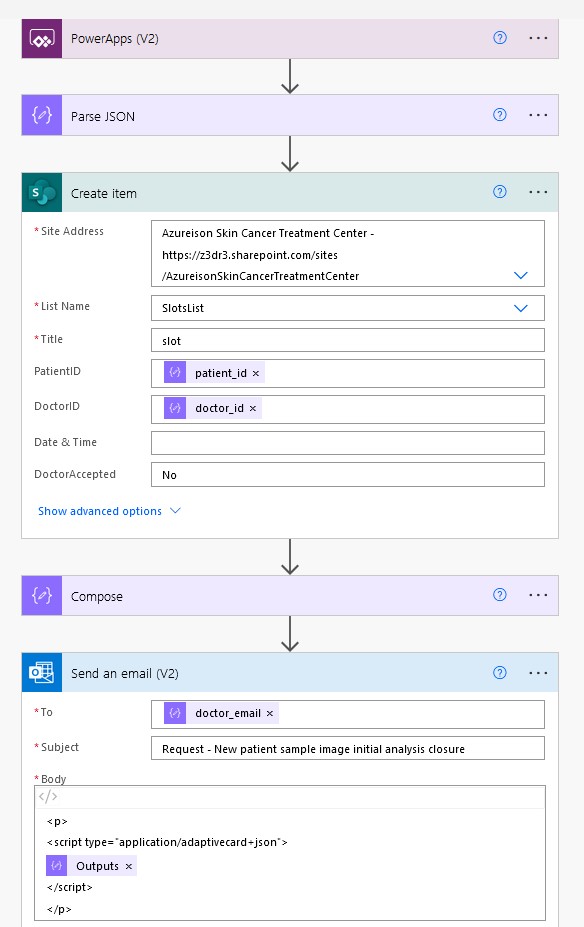 PowerApps (V2)
Parse JSON
Create item
* Site Address
Azureison Skin Cancer Treatment Center -
https://z3dr3.sharepoint.com/sites
/AzureisonSkinCancerTreatmentCenter
* List Name
SlotsList
* Title
slot
PatientID
patient_id ×
DoctorID
doctor_id ×
Date & Time
DoctorAccepted
No
Show advanced options
Compose
Send an email (V2)
* To
doctor_email ×
* Subject
Request - New patient sample image initial analysis closure
* Body
</>
<p>
<script type="application/adaptivecard+json">
Outputs ×
</script>
</p>